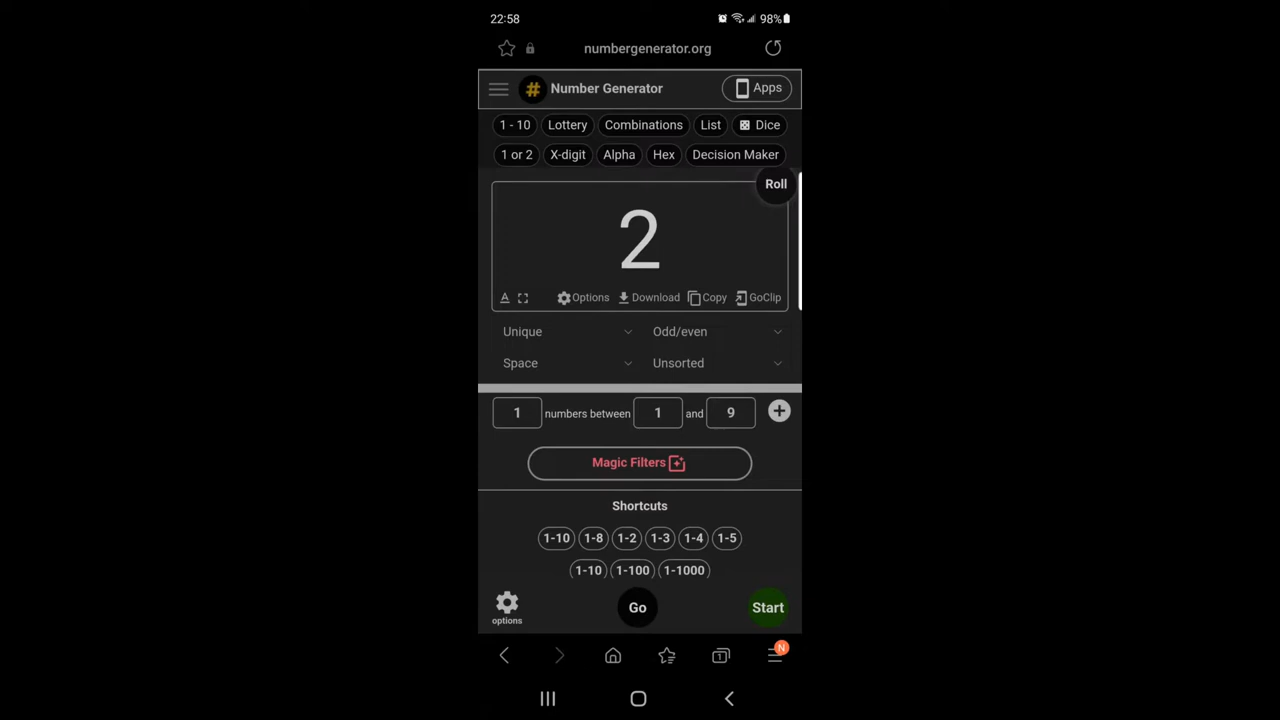 22:58 98%
numbergenerator.org
# Number Generator Apps
1 - 10 Lottery Combinations List Dice
1 or 2 X-digit Alpha Hex Decision Maker
Roll
2
A Options Download Copy GoClip
Unique Odd/even
Space Unsorted
1 numbers between 1 and 9 +
Magic Filters
Shortcuts
1-10 1-8 1-2 1-3 1-4 1-5
1-10 1-100 1-1000
options Go Start
1 N